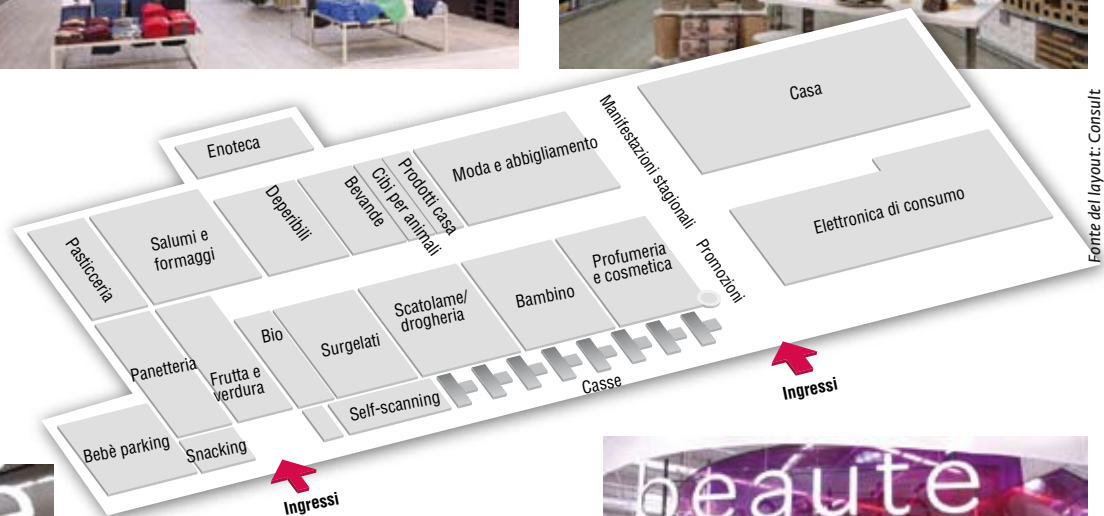 Casa
Enoteca
Manifestazioni stagionali
Moda e abbigliamento
Prodotti casa
Cibi per animali
Bevande
Deperibili
Salumi e
formaggi
Pasticceria
Elettronica di consumo
Promozioni
Profumeria
e cosmetica
Bambino
Scatolame/
drogheria
Surgelati
Bio
Frutta e
verdura
Panetteria
Casse
Self-scanning
Bebè parking
Snacking
Ingressi
Ingressi
Fonte del layout: Consult
beauté